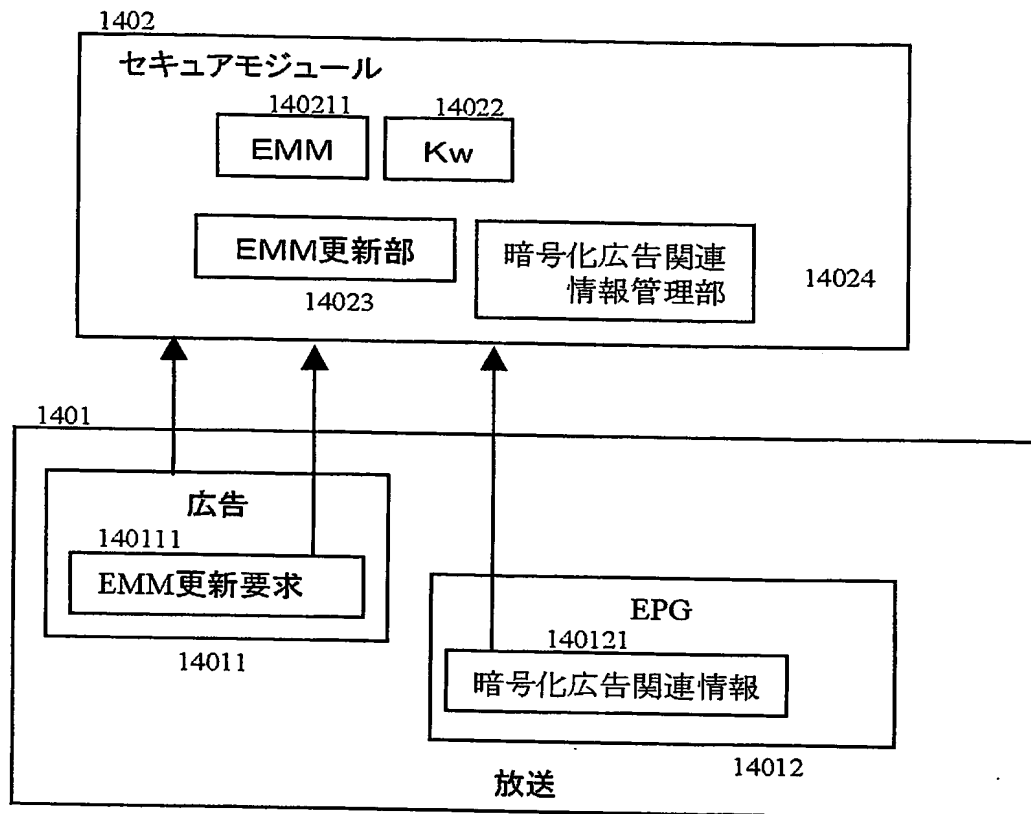 1402
セキュアモジュール
140211
14022
EMM
Kw
EMM更新部
暗号化広告関連
情報管理部
14024
14023
1401
広告
140111
EMM更新要求
14011
EPG
140121
暗号化広告関連情報
14012
放送